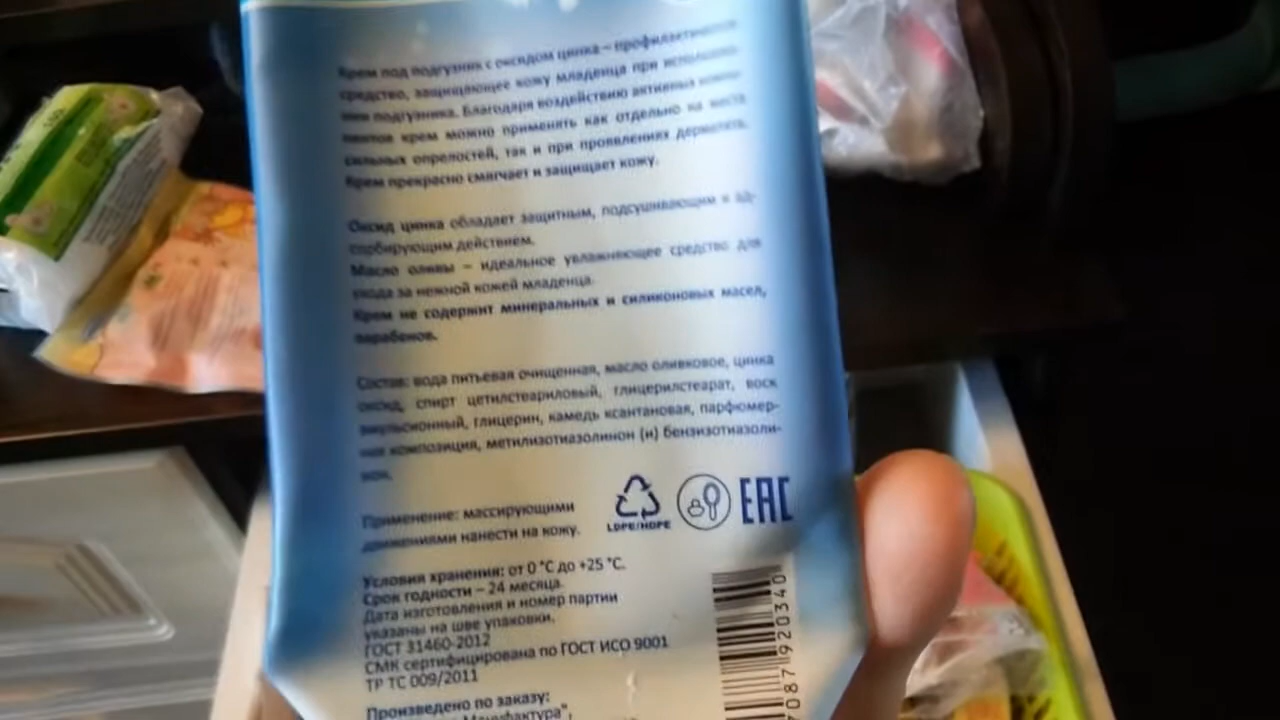 Крем под подгузник с оксидом цинка – профилактическое
средство, защищающее кожу младенца при использова-
нии подгузника. Благодаря воздействию активных компо-
нентов крем можно применять как отдельно на места
сильных опрелостей, так и при проявлениях дерматита.
Крем прекрасно смягчает и защищает кожу.
Оксид цинка обладает защитным, подсушивающим и ад-
сорбирующим действием.
Масло оливы – идеальное увлажняющее средство для
ухода за нежной кожей младенца.
Крем не содержит минеральных и силиконовых масел,
парабенов.
Состав: вода питьевая очищенная, масло оливковое, цинка
оксид, спирт цетилстеариловый, глицерилстеарат, воск
эмульсионный, глицерин, камедь ксантановая, парфюмер-
ная композиция, метилизотиазолинон (и) бензизотиазоли-
нон.
Применение: массирующими
движениями нанести на кожу.
LDPE/HDPE
EAC
Условия хранения: от 0 °С до +25 °С.
Срок годности – 24 месяца.
Дата изготовления и номер партии
указаны на шве упаковки.
ГОСТ 31460-2012
СМК сертифицирована по ГОСТ ИСО 9001
ТР ТС 009/2011
Произведено по заказу:
Мануфактура",
7087 920340